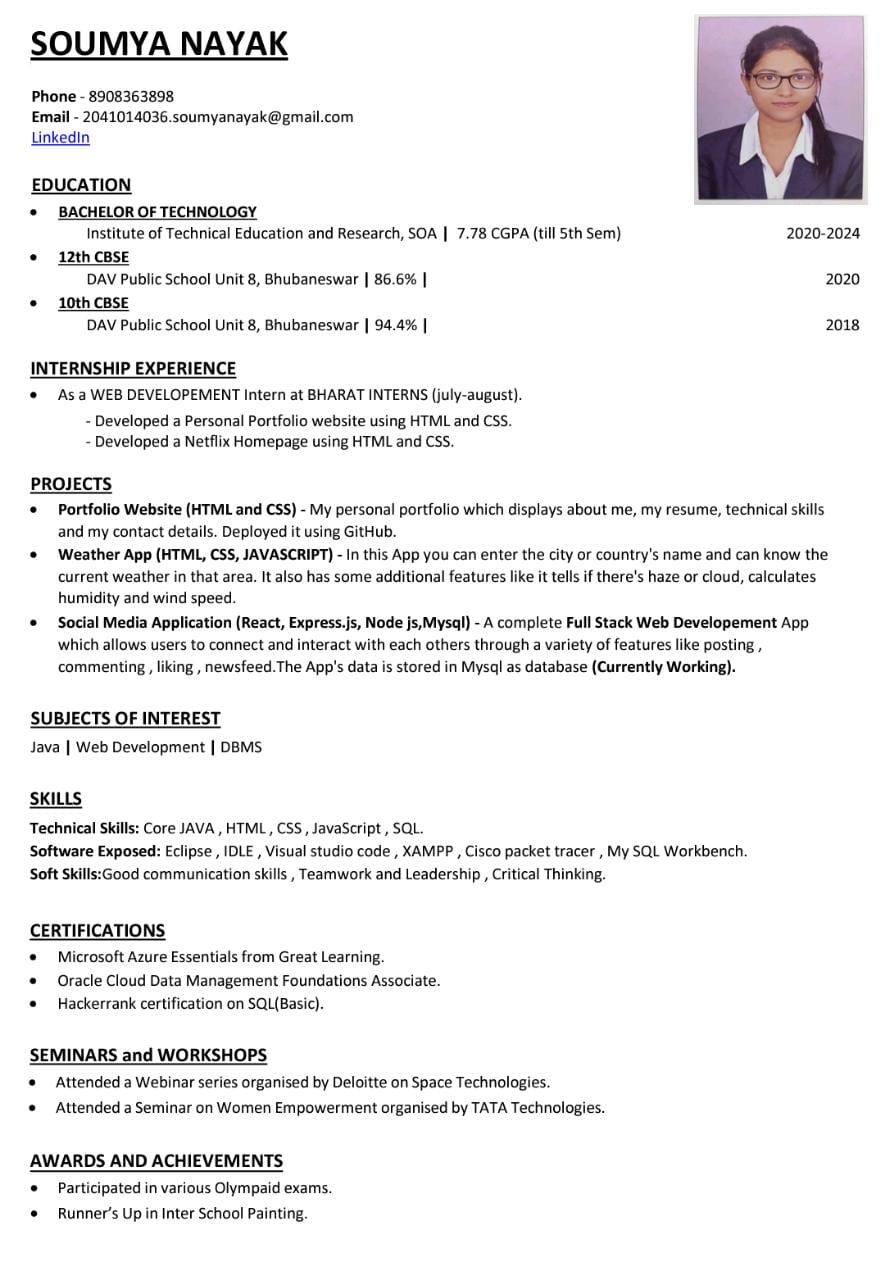 SOUMYA NAYAK
Phone - 8908363898
Email - 2041014036.soumyanayak@gmail.com
LinkedIn
EDUCATION
• BACHELOR OF TECHNOLOGY
Institute of Technical Education and Research, SOA | 7.78 CGPA (till 5th Sem) 2020-2024
• 12th CBSE
DAV Public School Unit 8, Bhubaneswar | 86.6% | 2020
• 10th CBSE
DAV Public School Unit 8, Bhubaneswar | 94.4% | 2018
INTERNSHIP EXPERIENCE
• As a WEB DEVELOPEMENT Intern at BHARAT INTERNS (july-august).
- Developed a Personal Portfolio website using HTML and CSS.
- Developed a Netflix Homepage using HTML and CSS.
PROJECTS
• Portfolio Website (HTML and CSS) - My personal portfolio which displays about me, my resume, technical skills
and my contact details. Deployed it using GitHub.
• Weather App (HTML, CSS, JAVASCRIPT) - In this App you can enter the city or country's name and can know the
current weather in that area. It also has some additional features like it tells if there's haze or cloud, calculates
humidity and wind speed.
• Social Media Application (React, Express.js, Node js,Mysql) - A complete Full Stack Web Developement App
which allows users to connect and interact with each others through a variety of features like posting ,
commenting , liking , newsfeed.The App's data is stored in Mysql as database (Currently Working).
SUBJECTS OF INTEREST
Java | Web Development | DBMS
SKILLS
Technical Skills: Core JAVA , HTML , CSS , JavaScript , SQL.
Software Exposed: Eclipse , IDLE , Visual studio code , XAMPP , Cisco packet tracer , My SQL Workbench.
Soft Skills:Good communication skills , Teamwork and Leadership , Critical Thinking.
CERTIFICATIONS
• Microsoft Azure Essentials from Great Learning.
• Oracle Cloud Data Management Foundations Associate.
• Hackerrank certification on SQL(Basic).
SEMINARS and WORKSHOPS
• Attended a Webinar series organised by Deloitte on Space Technologies.
• Attended a Seminar on Women Empowerment organised by TATA Technologies.
AWARDS AND ACHIEVEMENTS
• Participated in various Olympaid exams.
• Runner’s Up in Inter School Painting.